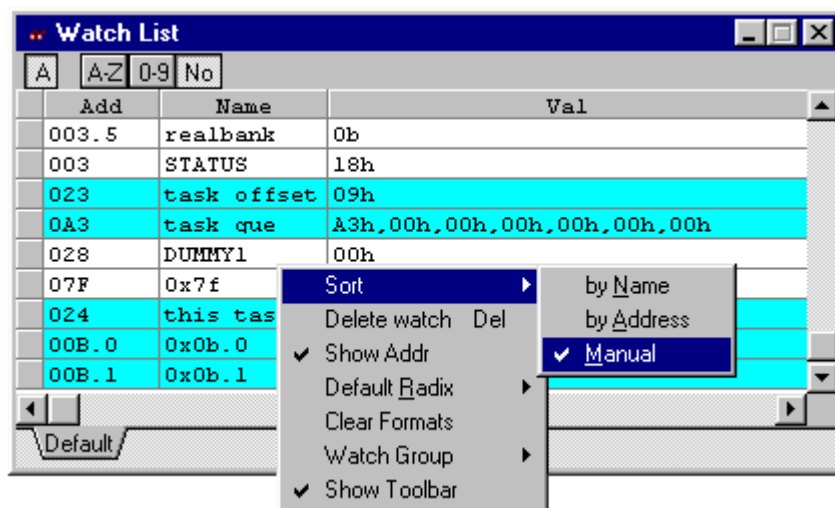 Watch List
A A-Z 0-9 No
Add Name Val
003.5 realbank 0b
003 STATUS 18h
023 task offset 09h
0A3 task que A3h,00h,00h,00h,00h,00h,00h
028 DUMMY1 00h
07F 0x7f
024 this tas
00B.0 0x0b.0
00B.1 0x0b.1
Default
Sort
Delete watch Del
Show Addr
Default Radix
Clear Formats
Watch Group
Show Toolbar
by Name
by Address
Manual